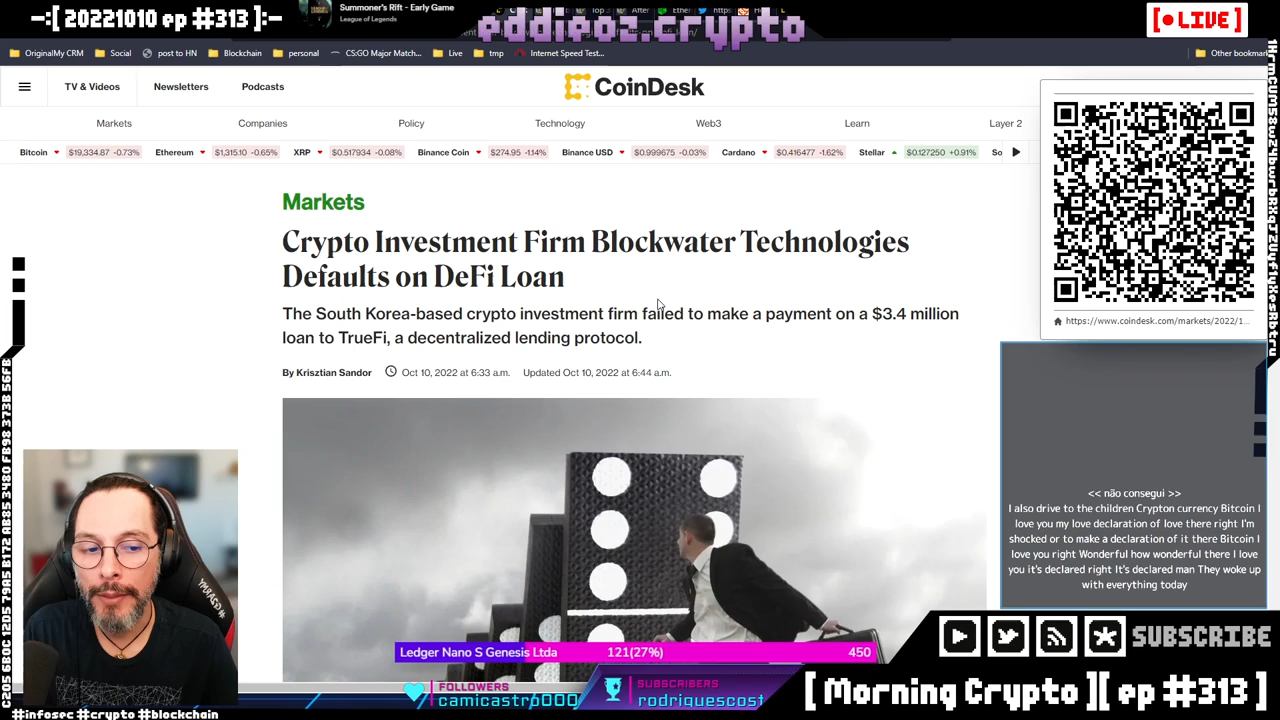 -:[ 20221010 ep #313 ]:-
Summoner's Rift - Early Game
League of Legends
eddieoz.crypto
[● LIVE]
OriginalMy CRM
Social
post to HN
Blockchain
personal
CS:GO Major Match...
Live
tmp
Internet Speed Test...
Other bookmar
TV & Videos
Newsletters
Podcasts
CoinDesk
Markets
Companies
Policy
Technology
Web3
Learn
Layer 2
Bitcoin $19,334.87 -0.73%
Ethereum $1,315.10 -0.65%
XRP $0.517934 -0.08%
Binance Coin $274.95 -1.14%
Binance USD $0.999675 -0.03%
Cardano $0.416477 -1.62%
Stellar $0.127250 +0.91%
So
Markets
Crypto Investment Firm Blockwater Technologies
Defaults on DeFi Loan
The South Korea-based crypto investment firm failed to make a payment on a $3.4 million
loan to TrueFi, a decentralized lending protocol.
By Krisztian Sandor
Oct 10, 2022 at 6:33 a.m.
Updated Oct 10, 2022 at 6:44 a.m.
https://www.coindesk.com/markets/2022/1...
<< não consegui >>
I also drive to the children Crypton currency Bitcoin I
love you my love declaration of love there right I'm
shocked or to make a declaration of it there Bitcoin I
love you right Wonderful how wonderful there I love
you it's declared right It's declared man They woke up
with everything today
Ledger Nano S Genesis Ltda
121(27%)
450
FOLLOWERS
camicastro000
SUBSCRIBERS
rodriguescost
SUBSCRIBE
[ Morning Crypto ][ ep #313 ]
#infosec #crypto #blockchain